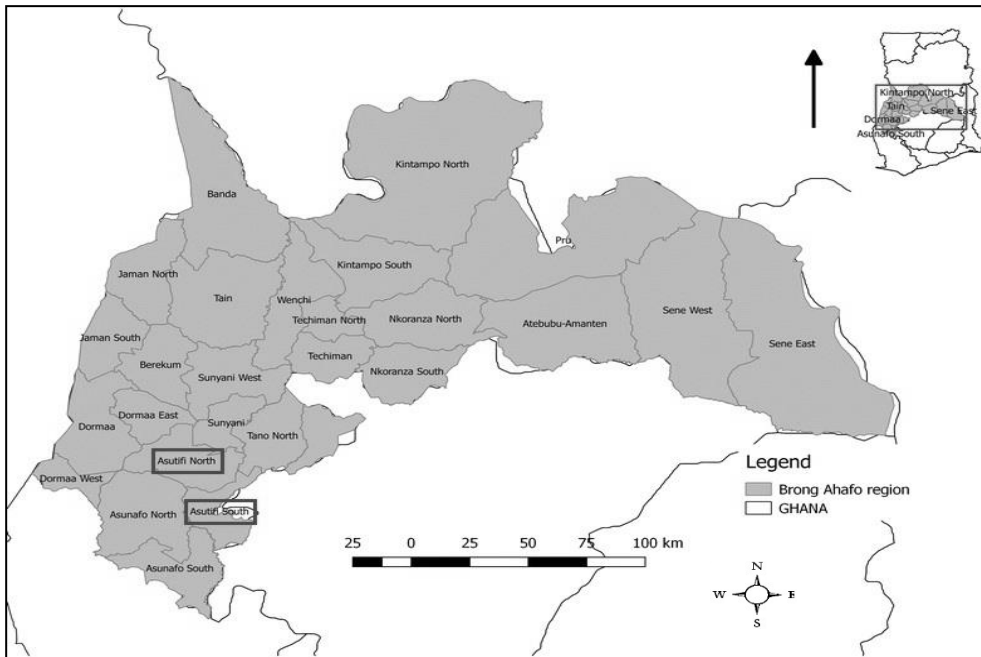 Kintampo North
Tain
Sene East
Dormaa
Asunafo South
Kintampo North
Banda
Pru
Kintampo South
Jaman North
Tain
Wenchi
Techiman North
Nkoranza North
Atebubu-Amanten
Sene West
Sene East
Jaman South
Berekum
Techiman
Nkoranza South
Sunyani West
Dormaa East
Dormaa
Sunyani
Tano North
Asutifi North
Dormaa West
Asunafo North
Asutifi South
Asunafo South
Legend
Brong Ahafo region
GHANA
25 0 25 50 75 100 km
N
W E
S